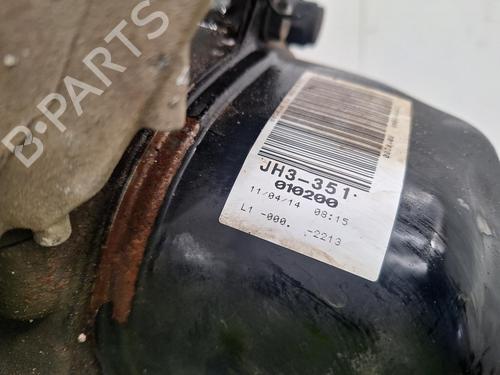 B-PARTS
JH3-351·
010200
11/04/14 08:15
L1 -000. -2213